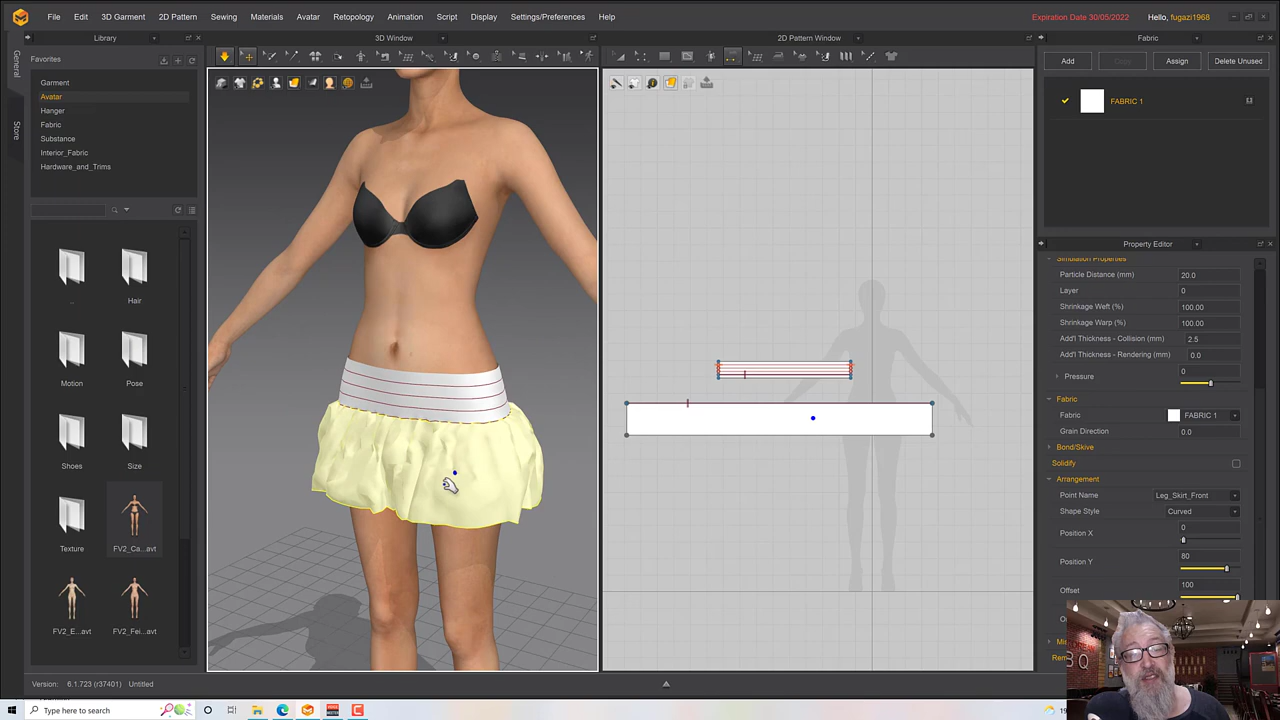 File Edit 3D Garment 2D Pattern Sewing Materials Avatar Retopology Animation Script Display Settings/Preferences Help
Expiration Date 30/05/2022 Hello, fugazi1968
General
Store
Library
Favorites
Garment
Avatar
Hanger
Fabric
Substance
Interior_Fabric
Hardware_and_Trims
..
Hair
Motion
Pose
Shoes
Size
Texture
FV2_Ca...avt
FV2_E...avt
FV2_Fei...avt
3D Window
2D Pattern Window
Fabric
Add
Copy
Assign
Delete Unused
FABRIC 1
Property Editor
Simulation Properties
Particle Distance (mm) 20.0
Layer 0
Shrinkage Weft (%) 100.00
Shrinkage Warp (%) 100.00
Add'l Thickness - Collision (mm) 2.5
Add'l Thickness - Rendering (mm) 0.0
Pressure 0
Fabric
Fabric FABRIC 1
Grain Direction 0.0
Bond/Skive
Solidify
Arrangement
Point Name Leg_Skirt_Front
Shape Style Curved
Position X 0
Position Y 80
Offset 100
Version: 6.1.723 (r37401) Untitled
Type here to search